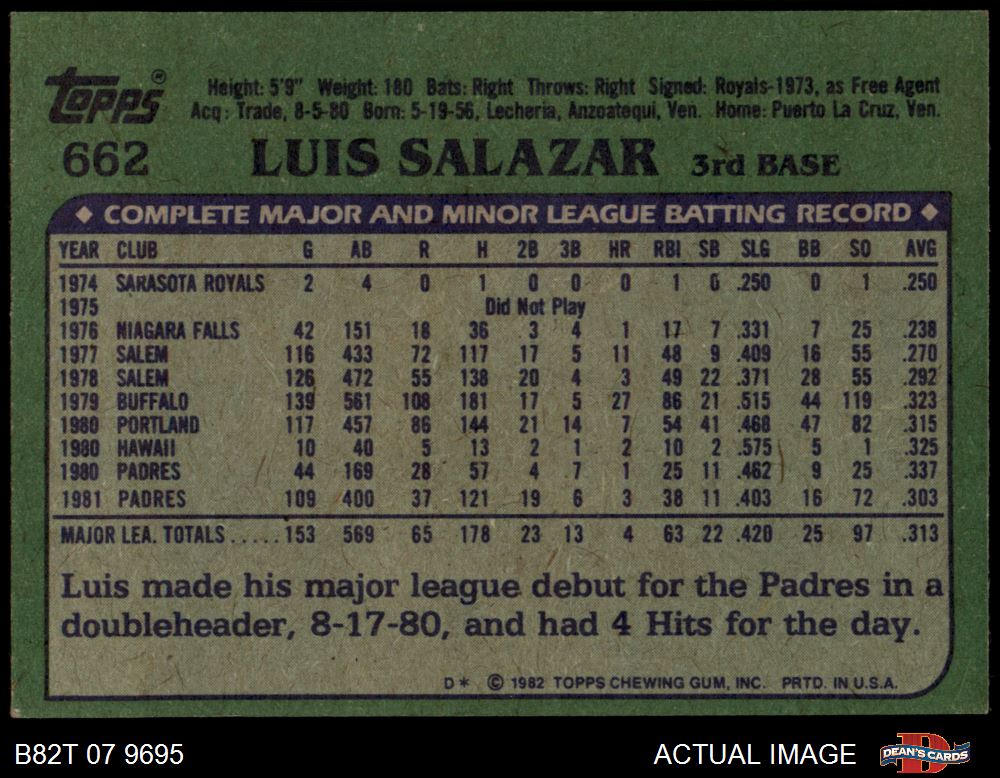 Topps®
Height: 5'9" Weight: 180 Bats: Right Throws: Right Signed: Royals-1973, as Free Agent
Acq: Trade, 8-5-80 Born: 5-19-56, Lecheria, Anzoatequi, Ven. Home: Puerto La Cruz, Ven.
662 LUIS SALAZAR 3rd BASE
◆ COMPLETE MAJOR AND MINOR LEAGUE BATTING RECORD ◆
YEAR CLUB G AB R H 2B 3B HR RBI SB SLG BB SO AVG
1974 SARASOTA ROYALS 2 4 0 1 0 0 0 1 0 .250 0 1 .250
1975 Did Not Play
1976 NIAGARA FALLS 42 151 18 36 3 4 1 17 7 .331 7 25 .238
1977 SALEM 116 433 72 117 17 5 11 48 9 .409 16 55 .270
1978 SALEM 126 472 55 138 20 4 3 49 22 .371 28 55 .292
1979 BUFFALO 139 561 108 181 17 5 27 86 21 .515 44 119 .323
1980 PORTLAND 117 457 86 144 21 14 7 54 41 .468 47 82 .315
1980 HAWAII 10 40 5 13 2 1 2 10 2 .575 5 1 .325
1980 PADRES 44 169 28 57 4 7 1 25 11 .462 9 25 .337
1981 PADRES 109 400 37 121 19 6 3 38 11 .403 16 72 .303
MAJOR LEA. TOTALS.....153 569 65 178 23 13 4 63 22 .420 25 97 .313
Luis made his major league debut for the Padres in a
doubleheader, 8-17-80, and had 4 Hits for the day.
D* © 1982 TOPPS CHEWING GUM, INC. PRTD. IN U.S.A.
B82T 07 9695 ACTUAL IMAGE DEAN'S CARDS